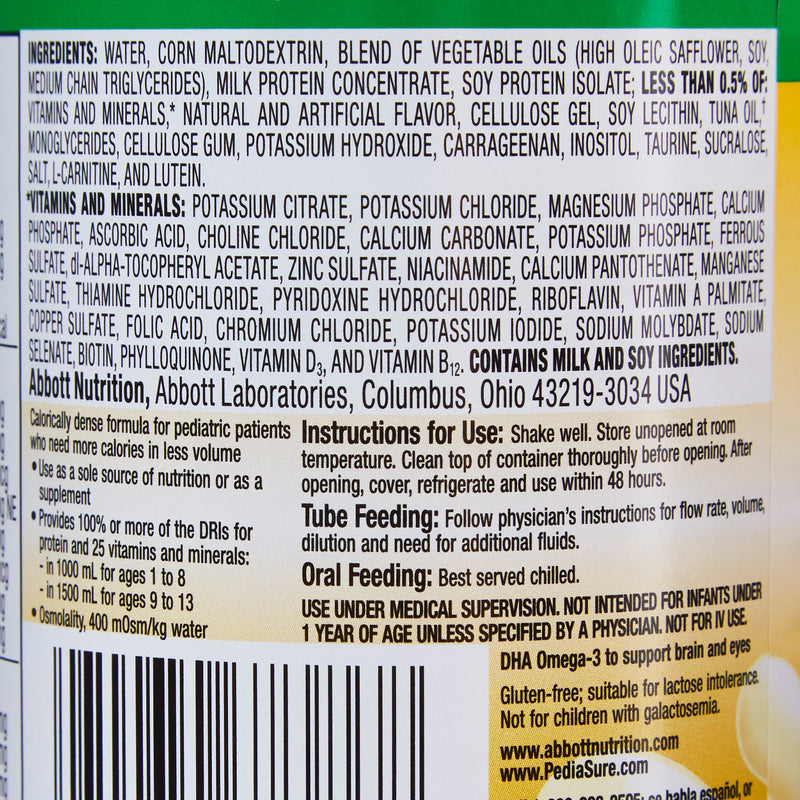 INGREDIENTS: WATER, CORN MALTODEXTRIN, BLEND OF VEGETABLE OILS (HIGH OLEIC SAFFLOWER, SOY,
MEDIUM CHAIN TRIGLYCERIDES), MILK PROTEIN CONCENTRATE, SOY PROTEIN ISOLATE; LESS THAN 0.5% OF:
VITAMINS AND MINERALS,* NATURAL AND ARTIFICIAL FLAVOR, CELLULOSE GEL, SOY LECITHIN, TUNA OIL,†
MONOGLYCERIDES, CELLULOSE GUM, POTASSIUM HYDROXIDE, CARRAGEENAN, INOSITOL, TAURINE, SUCRALOSE,
SALT, L-CARNITINE, AND LUTEIN.
*VITAMINS AND MINERALS: POTASSIUM CITRATE, POTASSIUM CHLORIDE, MAGNESIUM PHOSPHATE, CALCIUM
PHOSPHATE, ASCORBIC ACID, CHOLINE CHLORIDE, CALCIUM CARBONATE, POTASSIUM PHOSPHATE, FERROUS
SULFATE, dl-ALPHA-TOCOPHERYL ACETATE, ZINC SULFATE, NIACINAMIDE, CALCIUM PANTOTHENATE, MANGANESE
SULFATE, THIAMINE HYDROCHLORIDE, PYRIDOXINE HYDROCHLORIDE, RIBOFLAVIN, VITAMIN A PALMITATE,
COPPER SULFATE, FOLIC ACID, CHROMIUM CHLORIDE, POTASSIUM IODIDE, SODIUM MOLYBDATE, SODIUM
SELENATE, BIOTIN, PHYLLOQUINONE, VITAMIN D3, AND VITAMIN B12. CONTAINS MILK AND SOY INGREDIENTS.
Abbott Nutrition, Abbott Laboratories, Columbus, Ohio 43219-3034 USA
Calorically dense formula for pediatric patients
who need more calories in less volume
• Use as a sole source of nutrition or as a
supplement
• Provides 100% or more of the DRIs for
protein and 25 vitamins and minerals:
- in 1000 mL for ages 1 to 8
- in 1500 mL for ages 9 to 13
• Osmolality, 400 mOsm/kg water
Instructions for Use: Shake well. Store unopened at room
temperature. Clean top of container thoroughly before opening. After
opening, cover, refrigerate and use within 48 hours.
Tube Feeding: Follow physician's instructions for flow rate, volume,
dilution and need for additional fluids.
Oral Feeding: Best served chilled.
USE UNDER MEDICAL SUPERVISION. NOT INTENDED FOR INFANTS UNDER
1 YEAR OF AGE UNLESS SPECIFIED BY A PHYSICIAN. NOT FOR IV USE.
DHA Omega-3 to support brain and eyes
Gluten-free; suitable for lactose intolerance.
Not for children with galactosemia.
www.abbottnutrition.com
www.PediaSure.com
se habla español, or
NE